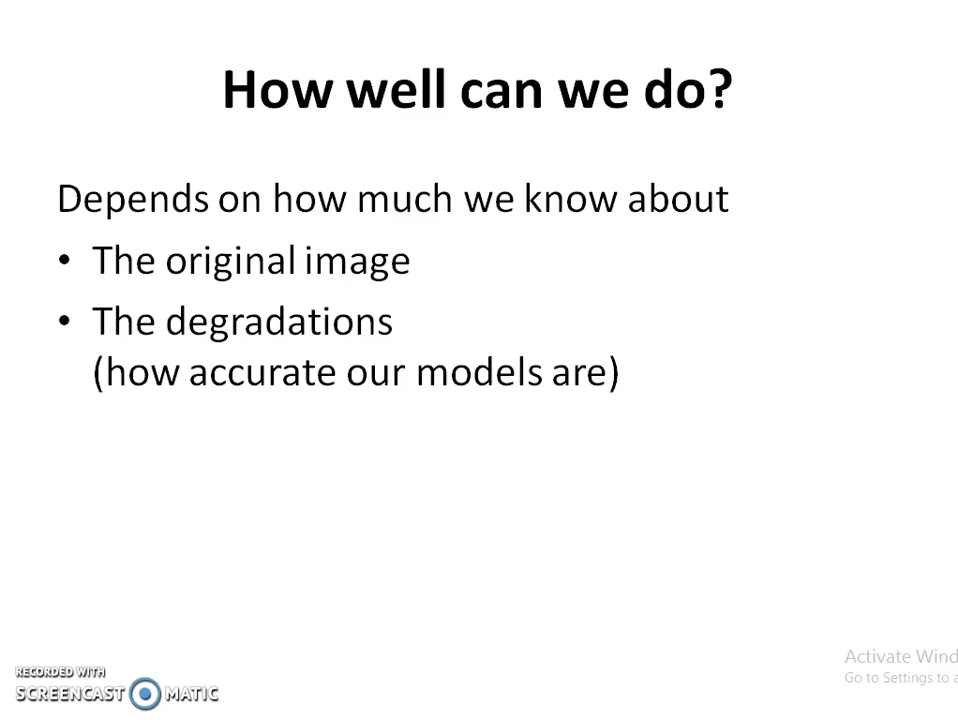 How well can we do?
Depends on how much we know about
• The original image
• The degradations
(how accurate our models are)
Activate Wind
Go to Settings to a
RECORDED WITH
SCREENCAST MATIC